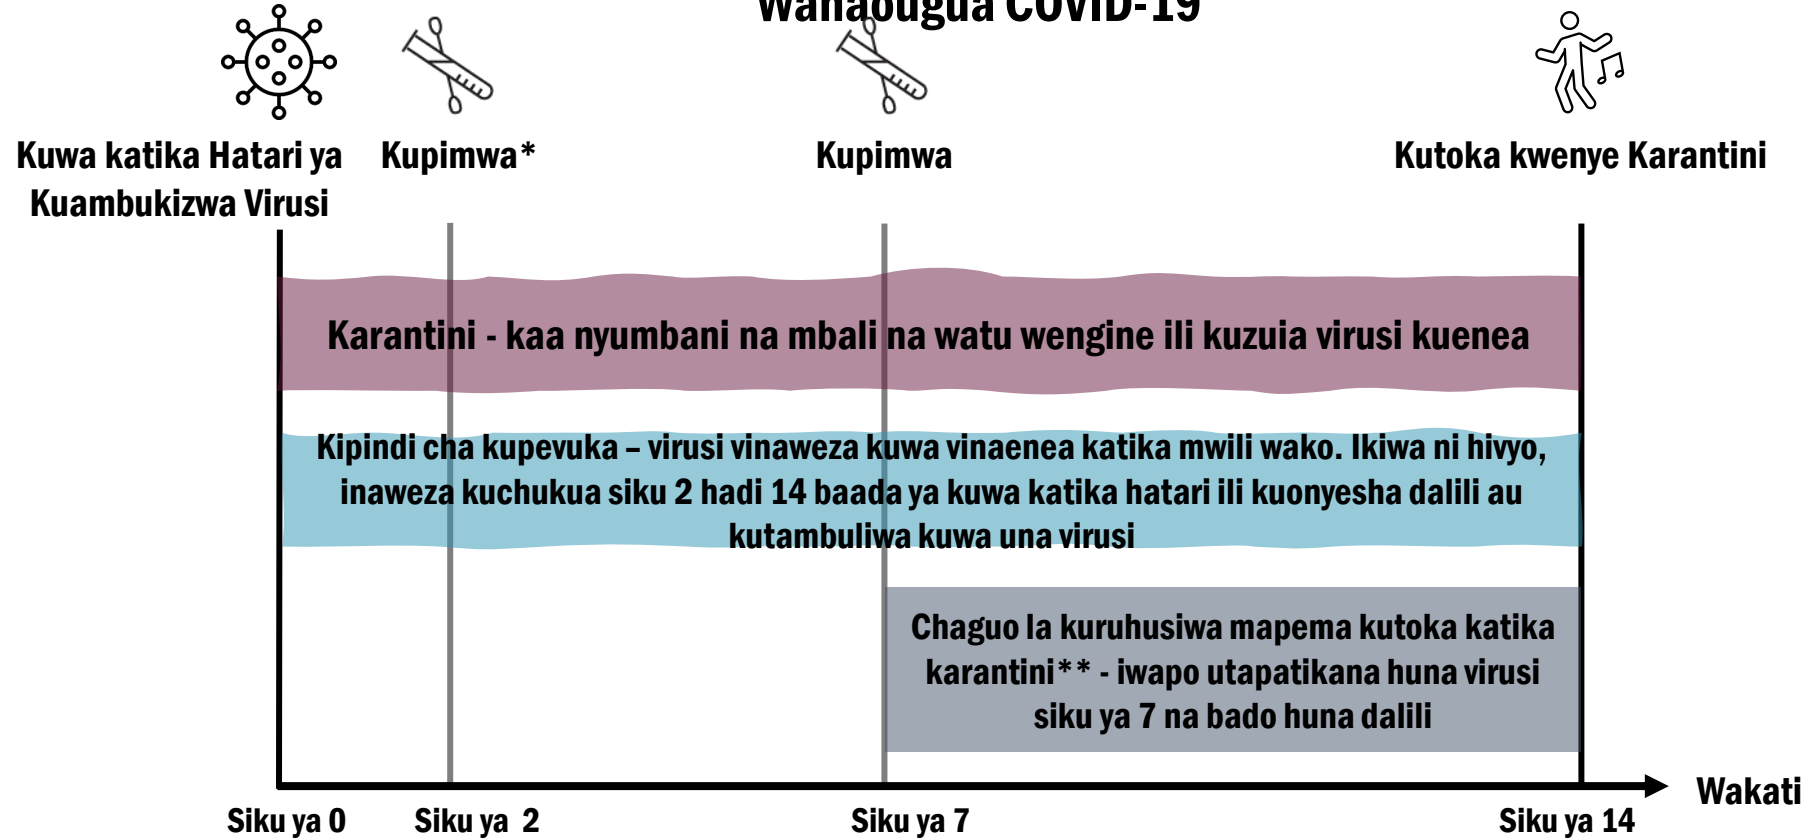 Wanaougua COVID-19
Kuwa katika Hatari ya
Kuambukizwa Virusi
Kupimwa*
Kupimwa
Kutoka kwenye Karantini
Karantini - kaa nyumbani na mbali na watu wengine ili kuzuia virusi kuenea
Kipindi cha kupevuka – virusi vinaweza kuwa vinaenea katika mwili wako. Ikiwa ni hivyo,
inaweza kuchukua siku 2 hadi 14 baada ya kuwa katika hatari ili kuonyesha dalili au
kutambuliwa kuwa una virusi
Chaguo la kuruhusiwa mapema kutoka katika
karantini** - iwapo utapatikana huna virusi
siku ya 7 na bado huna dalili
Wakati
Siku ya 0
Siku ya 2
Siku ya 7
Siku ya 14